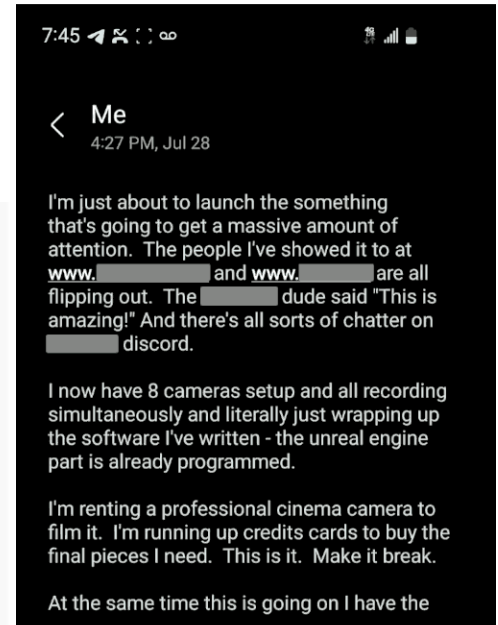 7:45
Me
4:27 PM, Jul 28
I'm just about to launch the something
that's going to get a massive amount of
attention. The people I've showed it to at
www. and www. are all
flipping out. The dude said "This is
amazing!" And there's all sorts of chatter on
discord.
I now have 8 cameras setup and all recording
simultaneously and literally just wrapping up
the software I've written - the unreal engine
part is already programmed.
I'm renting a professional cinema camera to
film it. I'm running up credits cards to buy the
final pieces I need. This is it. Make it break.
At the same time this is going on I have the